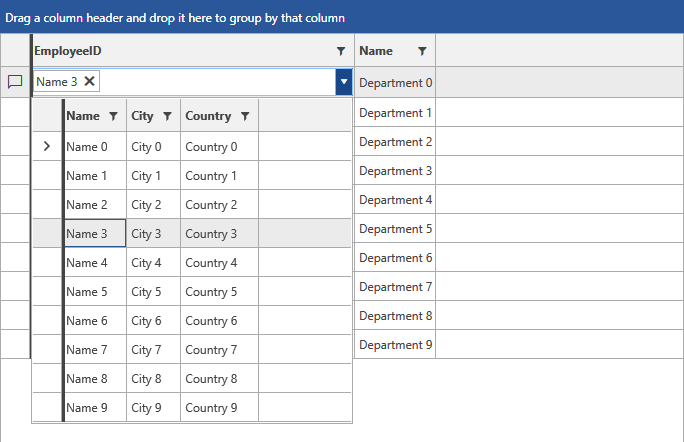 Drag a column header and drop it here to group by that column
EmployeeID Name
Name 3 Department 0
Name City Country Department 1
Name 0 City 0 Country 0 Department 2
Name 1 City 1 Country 1 Department 3
Name 2 City 2 Country 2 Department 4
Name 3 City 3 Country 3 Department 5
Name 4 City 4 Country 4 Department 6
Name 5 City 5 Country 5 Department 7
Name 6 City 6 Country 6 Department 8
Name 7 City 7 Country 7 Department 9
Name 8 City 8 Country 8
Name 9 City 9 Country 9